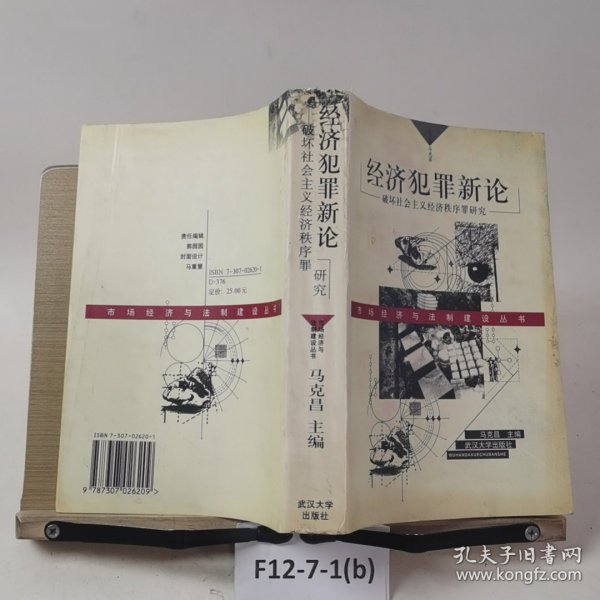 责任编辑
郭园园
封面设计
马重慧
ISBN 7-307-02620-1
D·376
定价: 25.00元
市场经济与法制建设丛书
ISBN 7-307-02620-1
9 787307 026209 >
经济犯罪新论
破坏社会主义经济秩序罪
研究
市场经济与
法制建设丛书
马克昌 主编
武汉大学
出版社
经济犯罪新论
破坏社会主义经济秩序罪研究
市场经济与法制建设丛书
马克昌 主编
武汉大学出版社
WUHANDAXUECHUBANSHE
F12-7-1(b)
孔夫子旧书网
www.kongfz.com